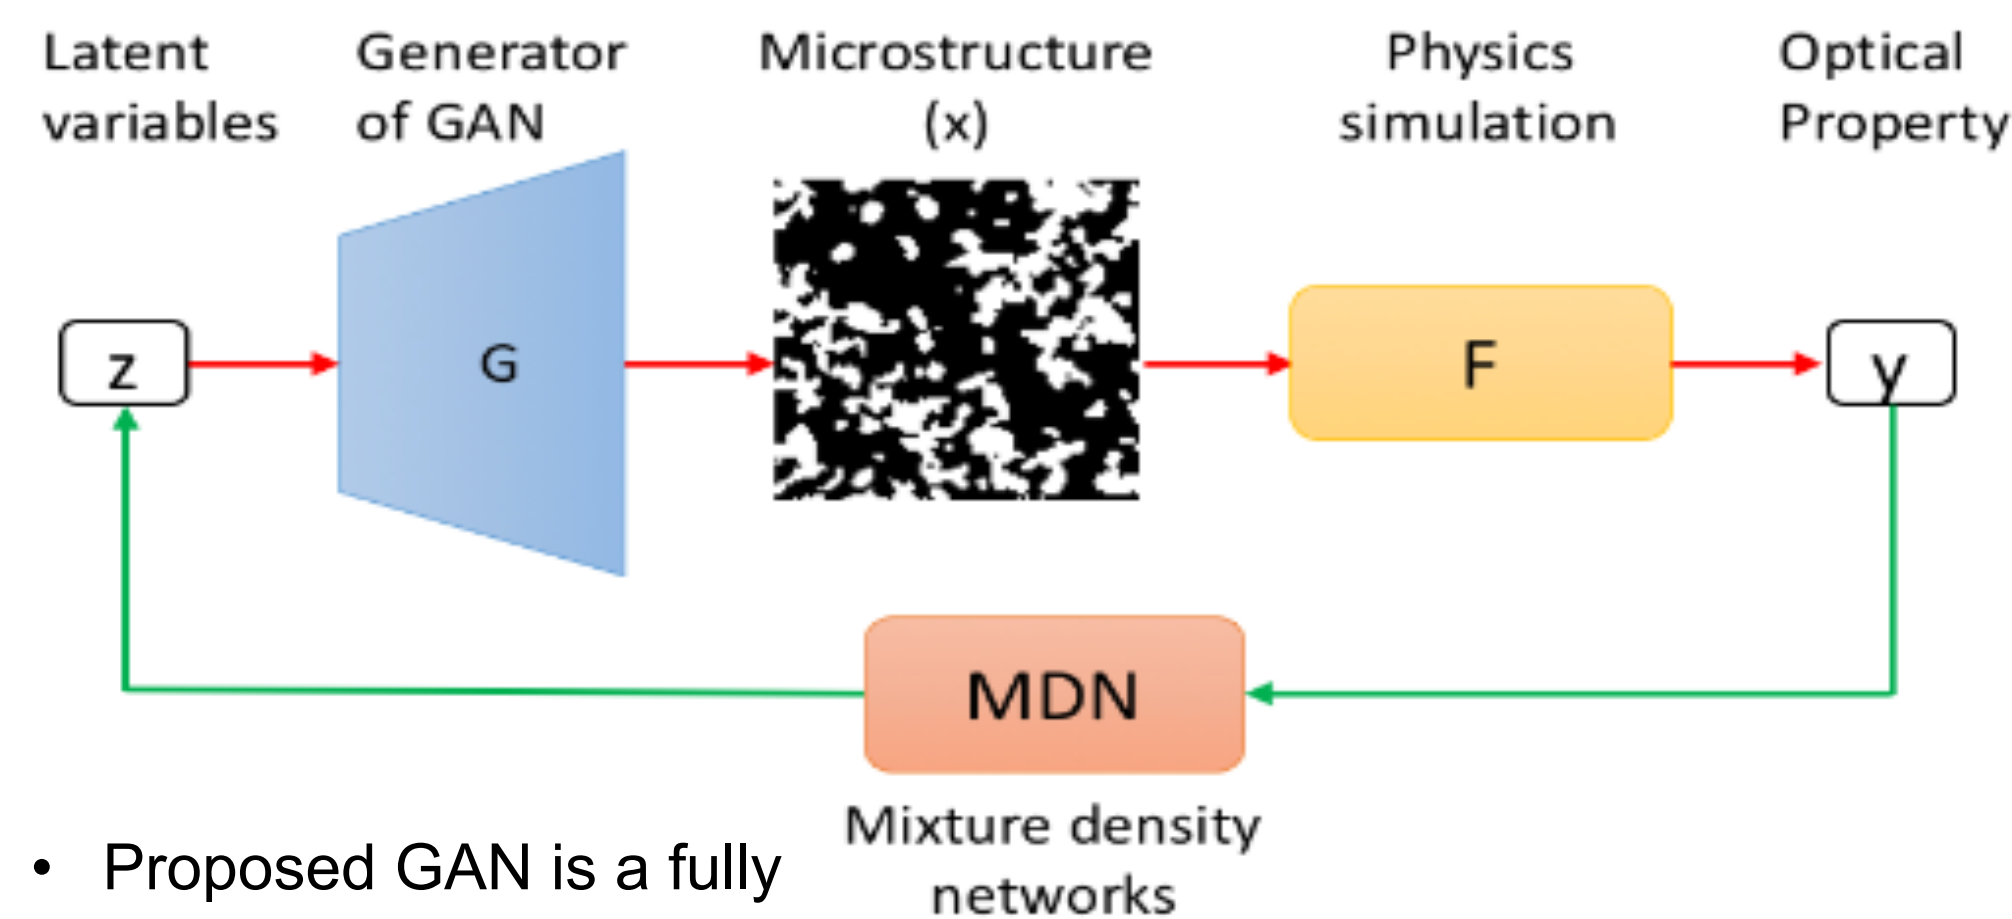 Latent
variables
Generator
of GAN
Microstructure
(x)
Physics
simulation
Optical
Property
z
G
F
y
MDN
Mixture density
networks
• Proposed GAN is a fully